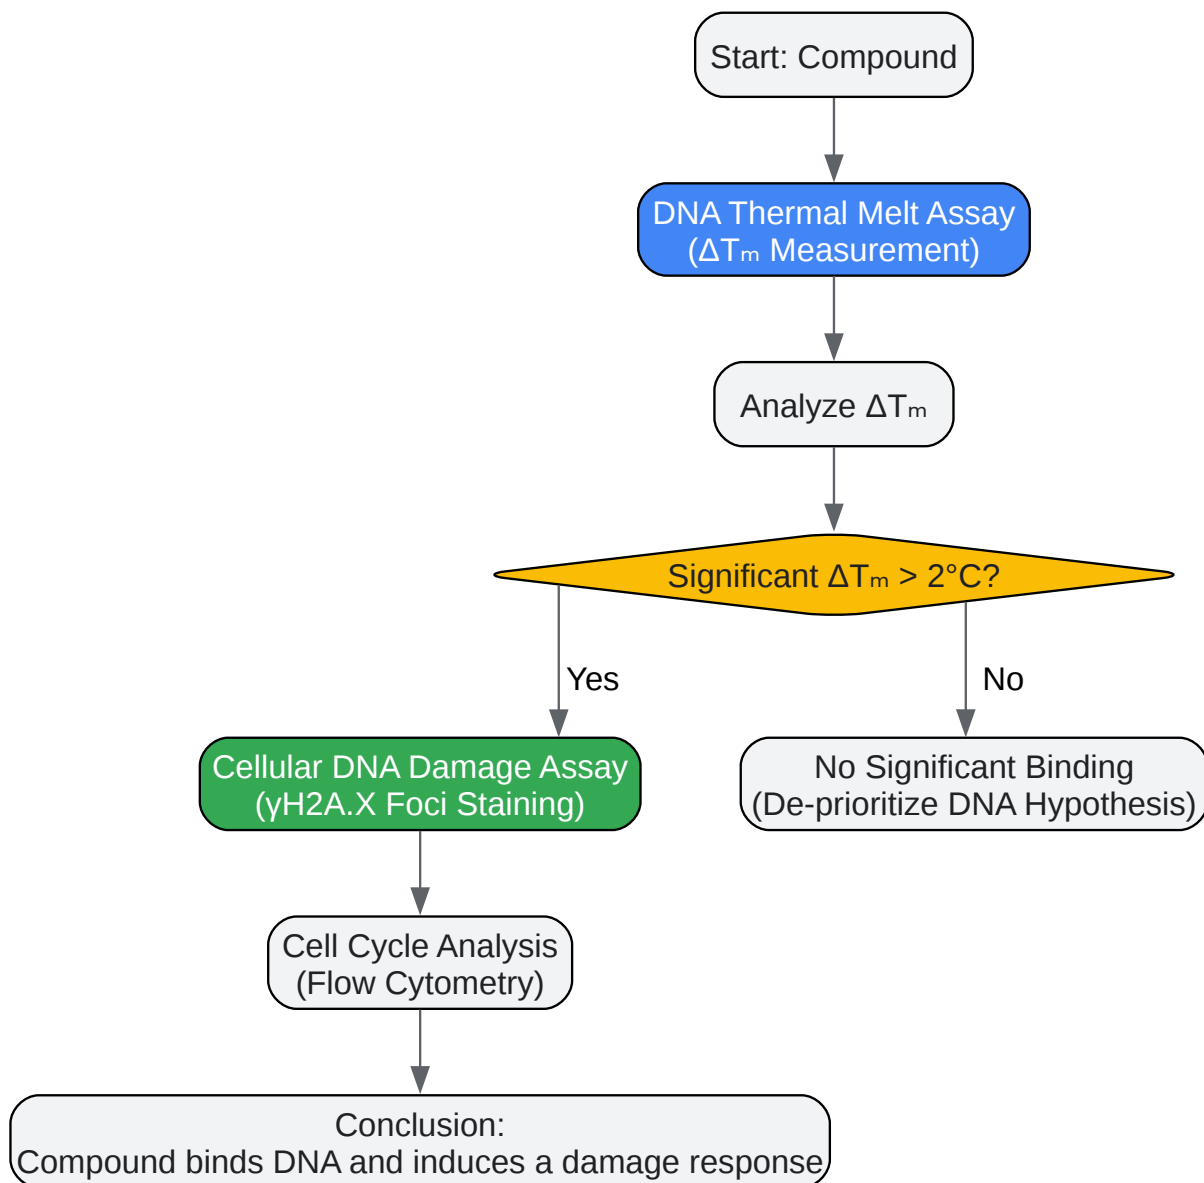 Start: Compound
DNA Thermal Melt Assay
(ΔTₘ Measurement)
Analyze ΔTₘ
Significant ΔTₘ > 2°C?
Yes
No
Cellular DNA Damage Assay
(γH2A.X Foci Staining)
No Significant Binding
(De-prioritize DNA Hypothesis)
Cell Cycle Analysis
(Flow Cytometry)
Conclusion:
Compound binds DNA and induces a damage response